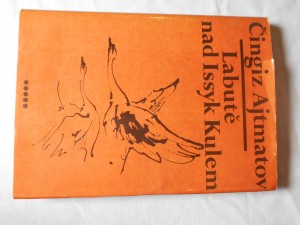 Čingiz Ajtmatov
Labutě
nad Issyk Kulem